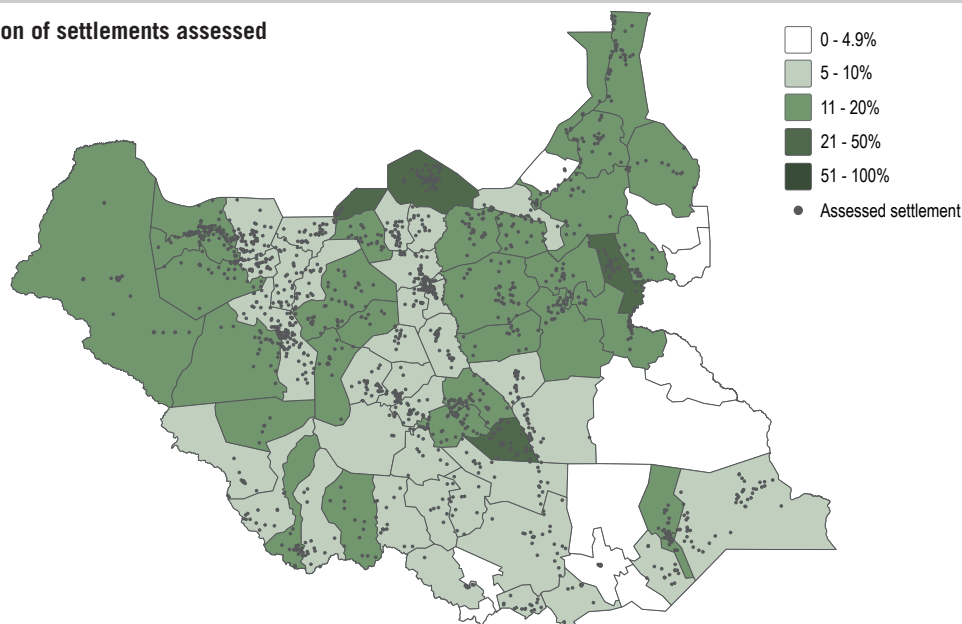 on of settlements assessed
0 - 4.9%
5 - 10%
11 - 20%
21 - 50%
51 - 100%
Assessed settlement